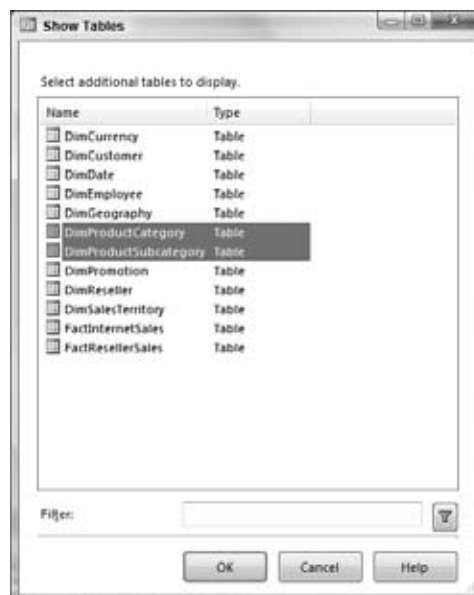 Show Tables
Select additional tables to display.
Name Type
DimCurrency Table
DimCustomer Table
DimDate Table
DimEmployee Table
DimGeography Table
DimProductCategory Table
DimProductSubcategory Table
DimPromotion Table
DimReseller Table
DimSalesTerritory Table
FactInternetSales Table
FactResellerSales Table
Filter:
OK Cancel Help